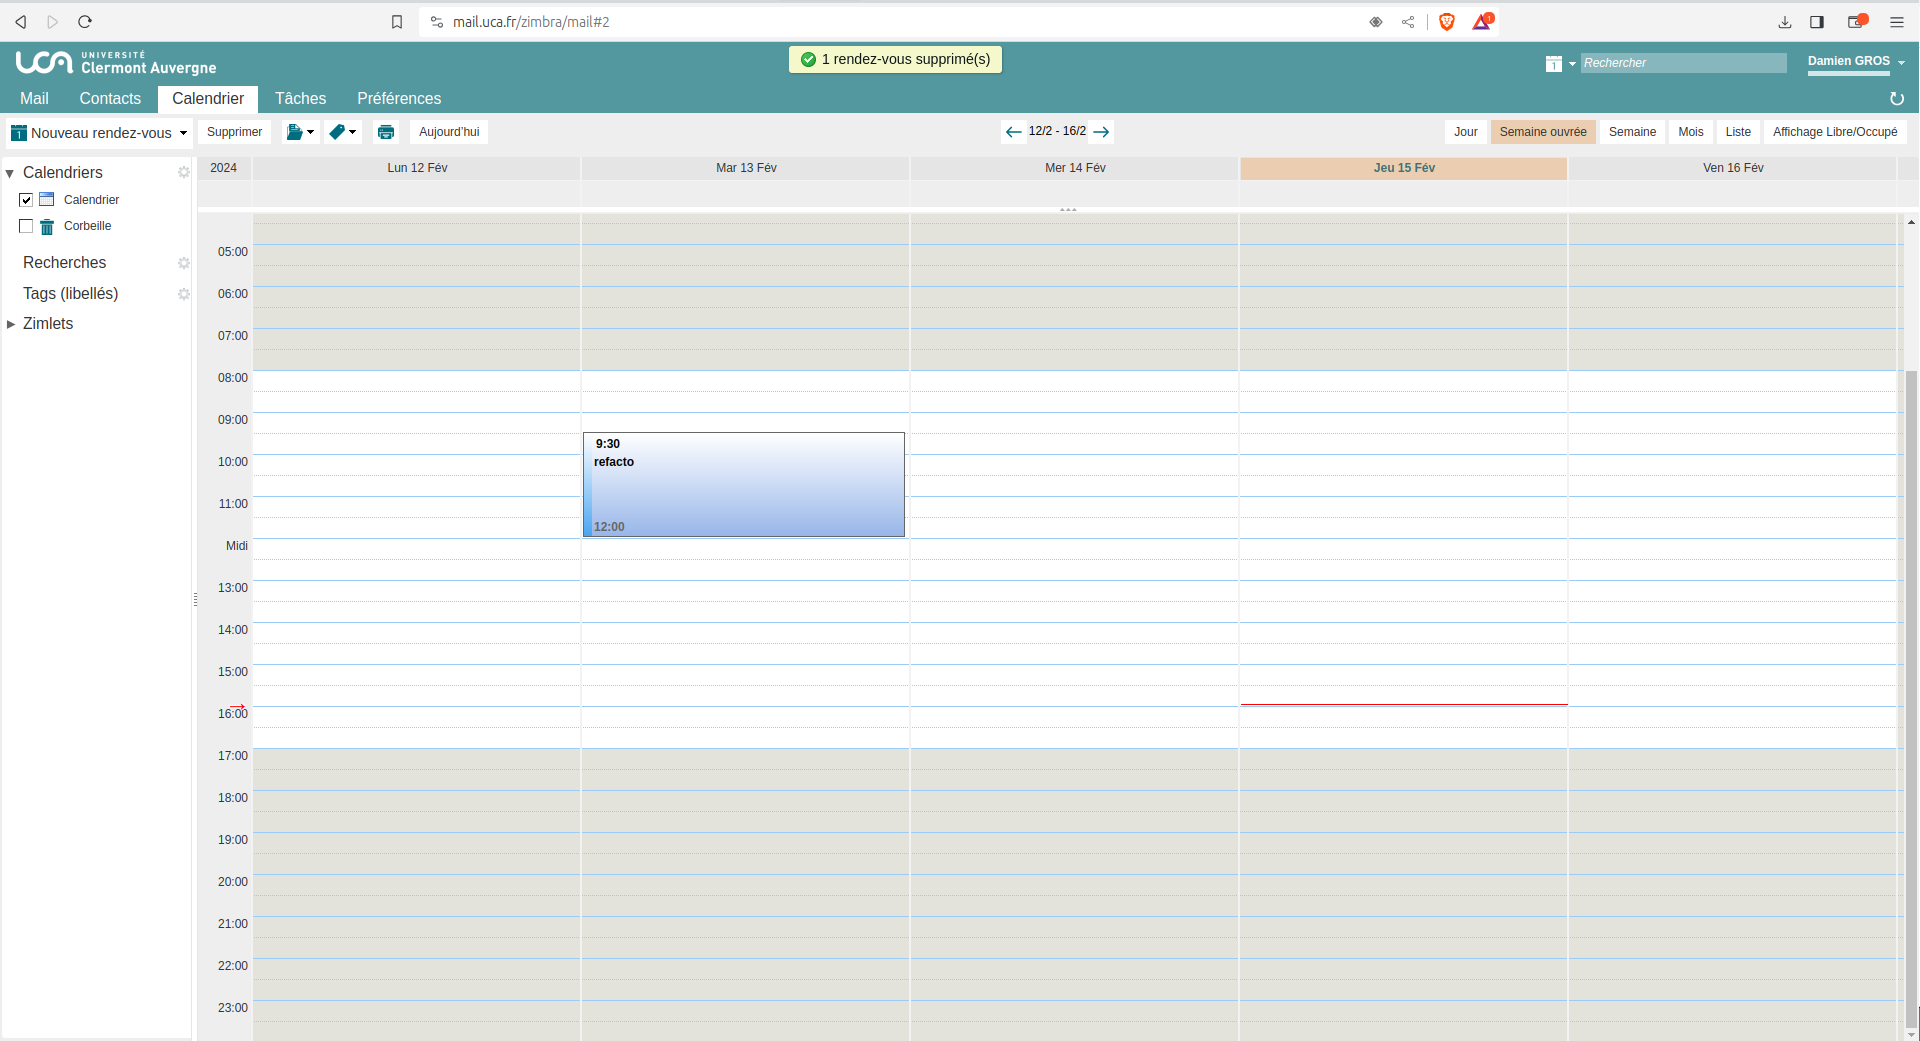 mail.uca.fr/zimbra/mail#2
1
uca UNIVERSITÉ
Clermont Auvergne
1 rendez-vous supprimé(s)
1
Rechercher
Damien GROS
Mail Contacts Calendrier Tâches Préférences
1 Nouveau rendez-vous Supprimer Aujourd'hui 12/2 - 16/2 Jour Semaine ouvrée Semaine Mois Liste Affichage Libre/Occupé
Calendriers
Calendrier
Corbeille
Recherches
Tags (libellés)
Zimlets
2024 Lun 12 Fév Mar 13 Fév Mer 14 Fév Jeu 15 Fév Ven 16 Fév
05:00
06:00
07:00
08:00
09:00
9:30
refacto
10:00
11:00
12:00
Midi
13:00
14:00
15:00
16:00
17:00
18:00
19:00
20:00
21:00
22:00
23:00